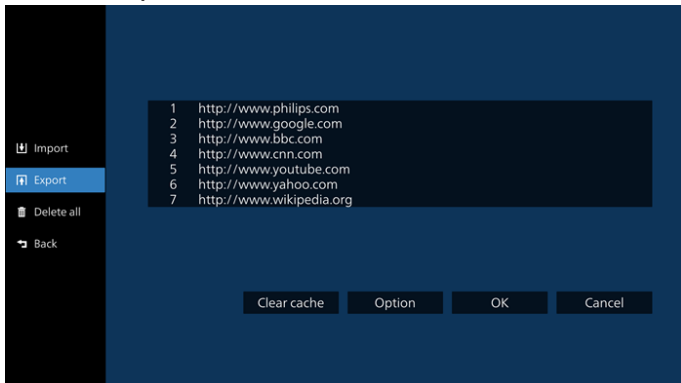 Import
Export
Delete all
Back
1 http://www.philips.com
2 http://www.google.com
3 http://www.bbc.com
4 http://www.cnn.com
5 http://www.youtube.com
6 http://www.yahoo.com
7 http://www.wikipedia.org
Clear cache Option OK Cancel